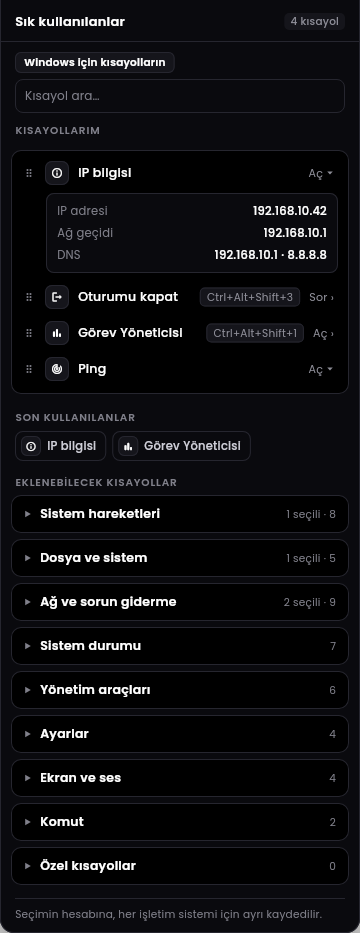 Sık kullanılanlar 4 kısayol
Windows için kısayolların
Kısayol ara...
KISAYOLLARIM
IP bilgisi Aç
IP adresi 192.168.10.42
Ağ geçidi 192.168.10.1
DNS 192.168.10.1 · 8.8.8.8
Oturumu kapat Ctrl+Alt+Shift+3 Sor ›
Görev Yöneticisi Ctrl+Alt+Shift+1 Aç ›
Ping Aç
SON KULLANILANLAR
IP bilgisi Görev Yöneticisi
EKLENEBİLECEK KISAYOLLAR
Sistem hareketleri 1 seçili · 8
Dosya ve sistem 1 seçili · 5
Ağ ve sorun giderme 2 seçili · 9
Sistem durumu 7
Yönetim araçları 6
Ayarlar 4
Ekran ve ses 4
Komut 2
Özel kısayollar 0
Seçimin hesabına, her işletim sistemi için ayrı kaydedilir.